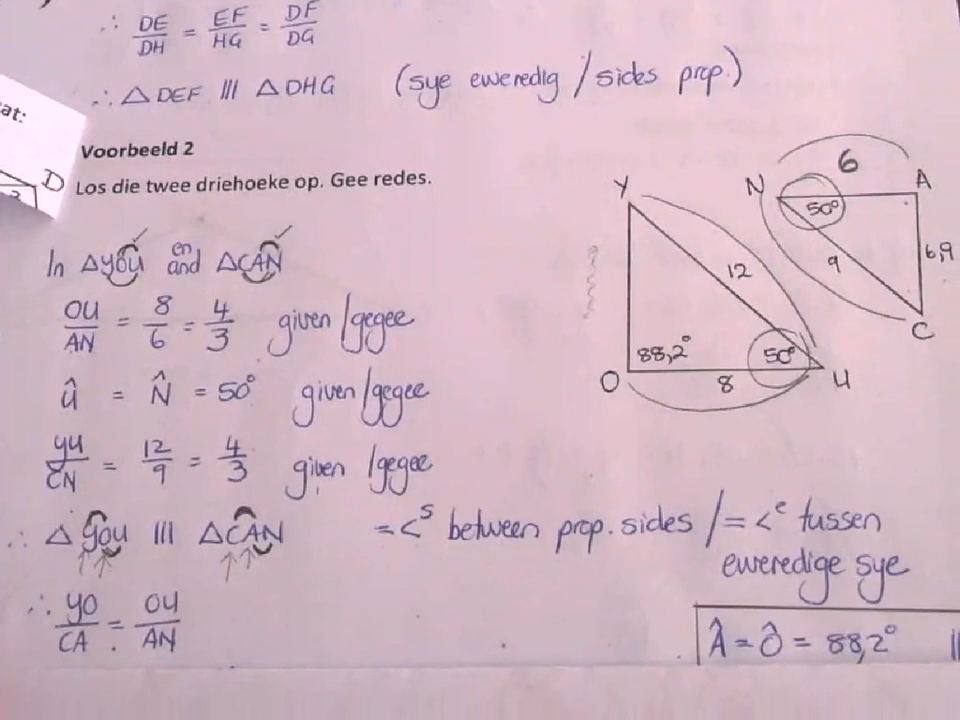 ∴ DE/DH = EF/HG = DF/DG
∴ △DEF ||| △DHG (sye eweredig / sides prop.)
at:
D
Voorbeeld 2
Los die twee driehoeke op. Gee redes.
In △YOU en and △CAN
OU/AN = 8/6 = 4/3 given / gegee
Û = N̂ = 50° given / gegee
YU/CN = 12/9 = 4/3 given / gegee
∴ △YOU ||| △CAN = <ˢ between prop. sides / = <ᵉ tussen
eweredige sye
∴ YO/CA = OU/AN
Â = Ô = 88,2° ||
Y
12
88,2°
50°
O
8
U
6
N
A
50°
9
6,9
C